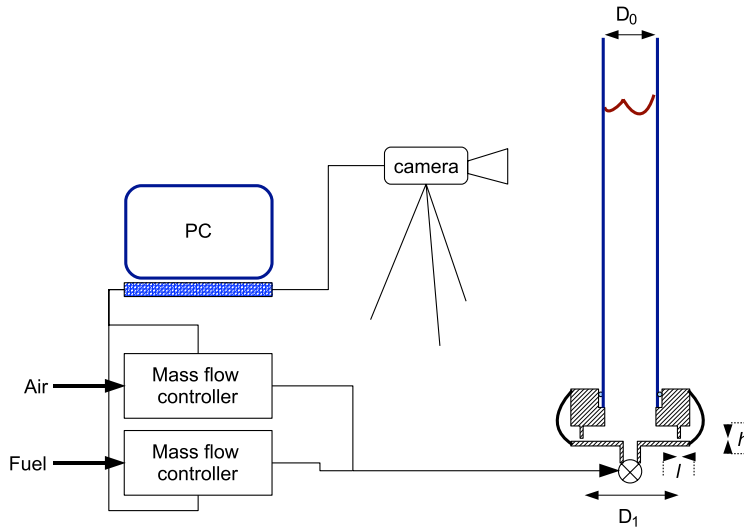 D0
camera
PC
Air
Mass flow
controller
Fuel
Mass flow
controller
h
l
D1